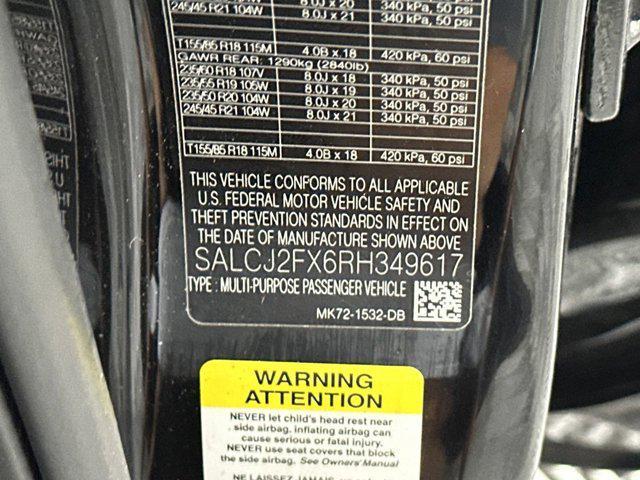 245/45 R21 104W 8.0J x 21 340 kPa, 50 psi
T155/85 R18 115M 4.0B x 18 420 kPa, 60 psi
GAWR REAR: 1290kg (2840lb)
235/60 R18 107V 8.0J x 18 340 kPa, 50 psi
235/55 R19 105W 8.0J x 19 340 kPa, 50 psi
235/50 R20 104W 8.0J x 20 340 kPa, 50 psi
245/45 R21 104W 8.0J x 21 340 kPa, 50 psi
T155/85 R18 115M 4.0B x 18 420 kPa, 60 psi
THIS VEHICLE CONFORMS TO ALL APPLICABLE
U.S. FEDERAL MOTOR VEHICLE SAFETY AND
THEFT PREVENTION STANDARDS IN EFFECT ON
THE DATE OF MANUFACTURE SHOWN ABOVE
SALCJ2FX6RH349617
TYPE : MULTI-PURPOSE PASSENGER VEHICLE
MK72-1532-DB
WARNING
ATTENTION
NEVER let child's head rest near
side airbag, inflating airbag can
cause serious or fatal injury.
NEVER use seat covers that block
the side airbag. See Owners' Manual
NE LAISSEZ JAMAIS